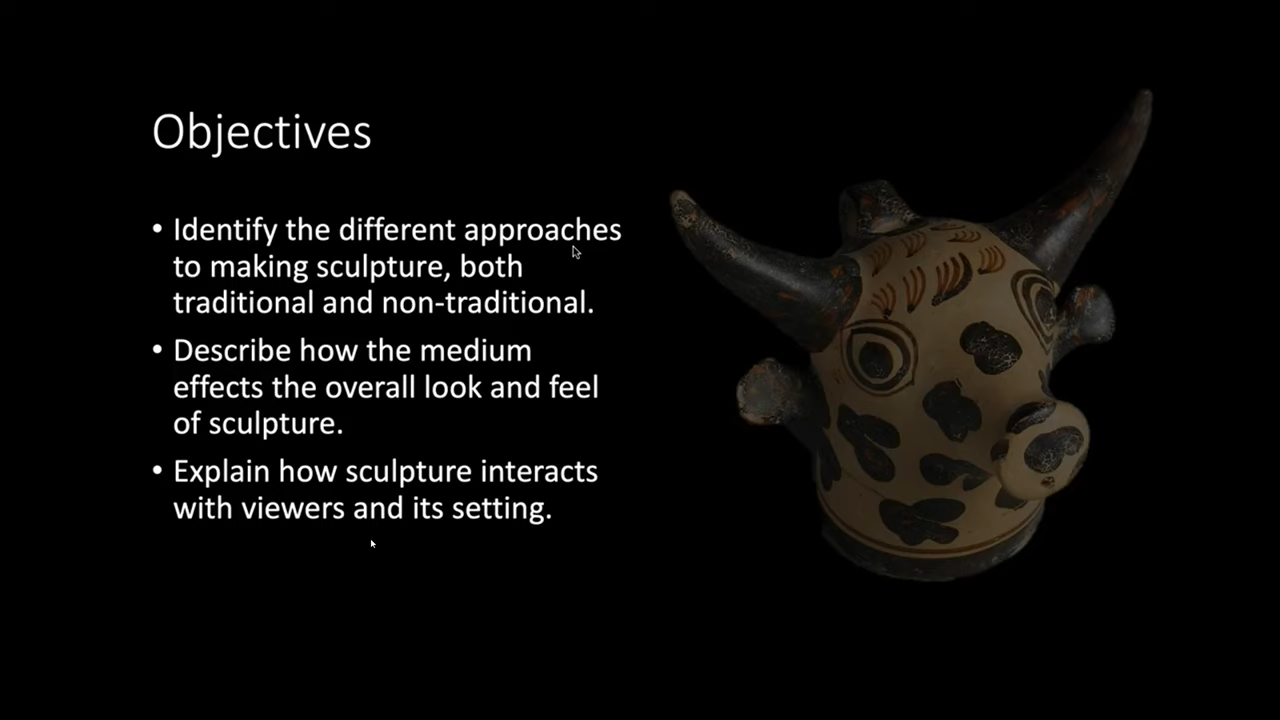 Objectives
• Identify the different approaches
to making sculpture, both
traditional and non-traditional.
• Describe how the medium
effects the overall look and feel
of sculpture.
• Explain how sculpture interacts
with viewers and its setting.